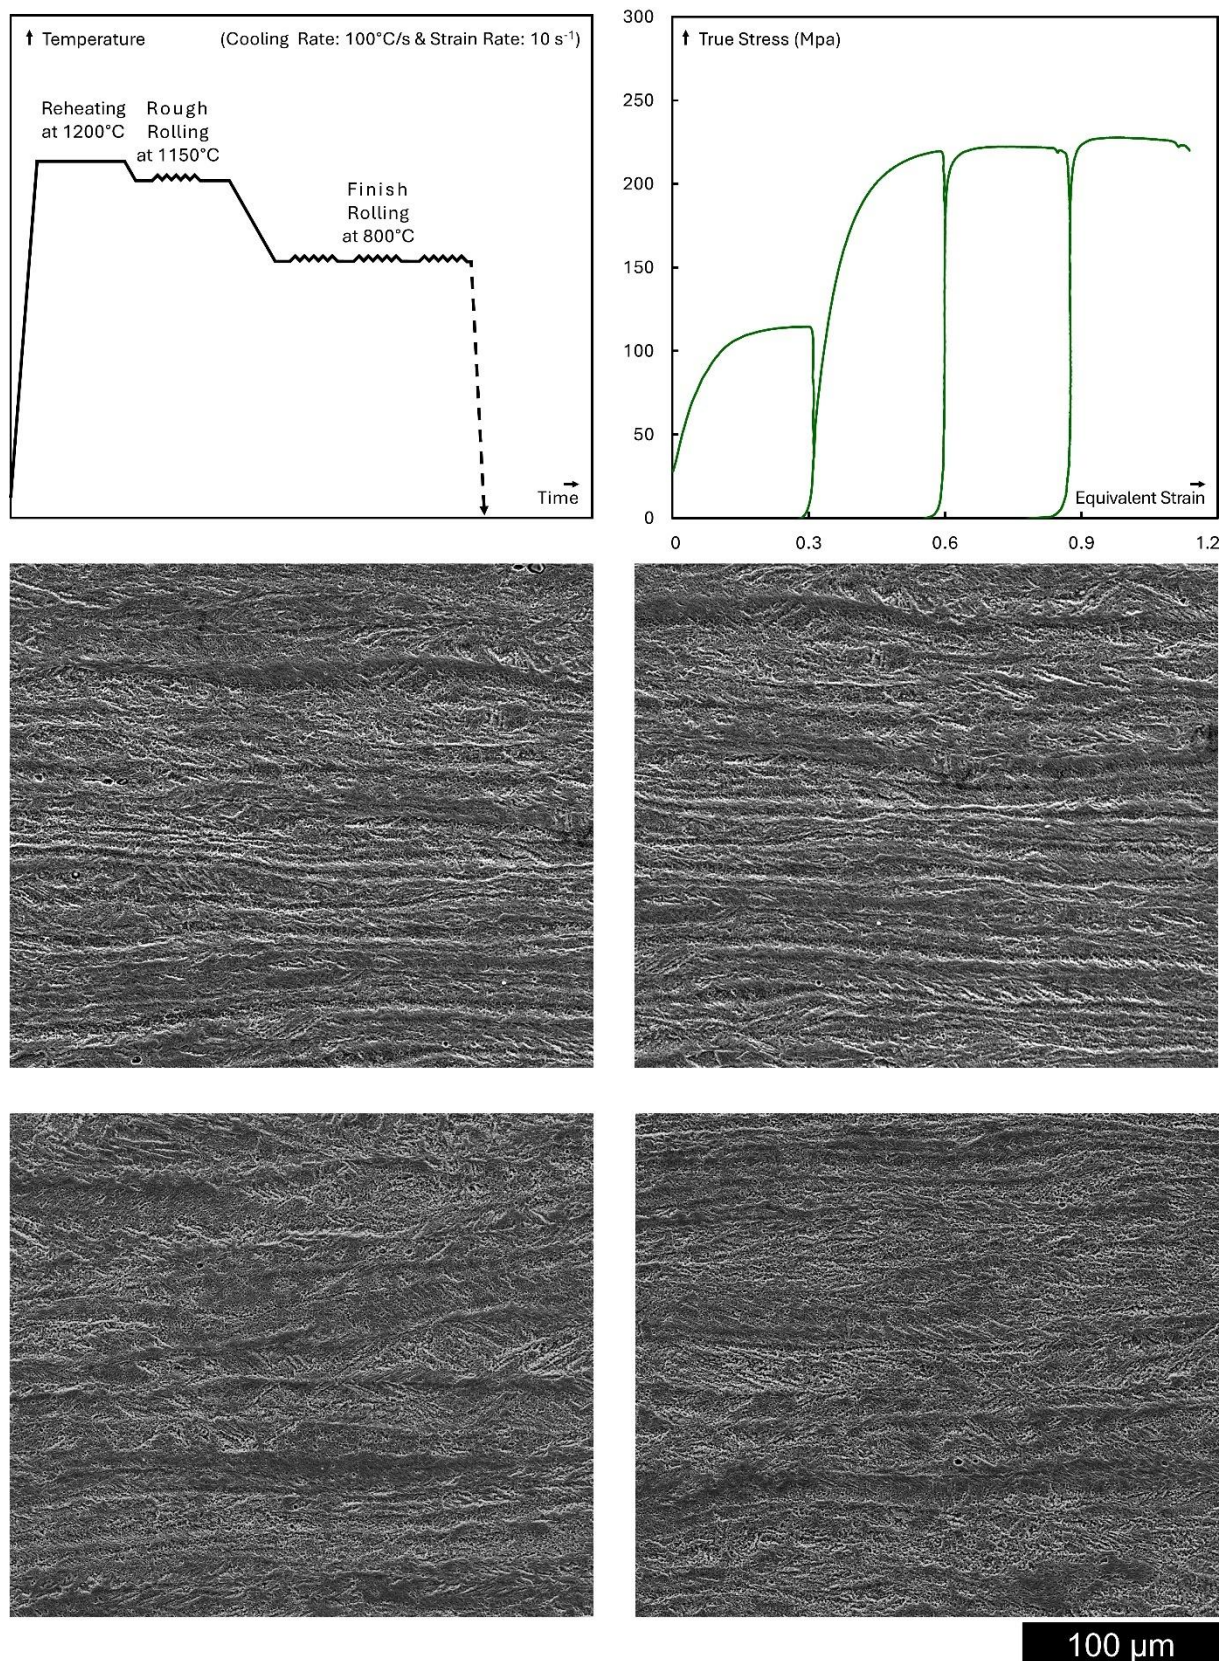 ↑ Temperature (Cooling Rate: 100°C/s & Strain Rate: 10 s⁻¹)
Reheating
at 1200°C
Rough
Rolling
at 1150°C
Finish
Rolling
at 800°C
→
Time
↑ True Stress (Mpa)
300
250
200
150
100
50
0
→
Equivalent Strain
0 0.3 0.6 0.9 1.2
100 µm